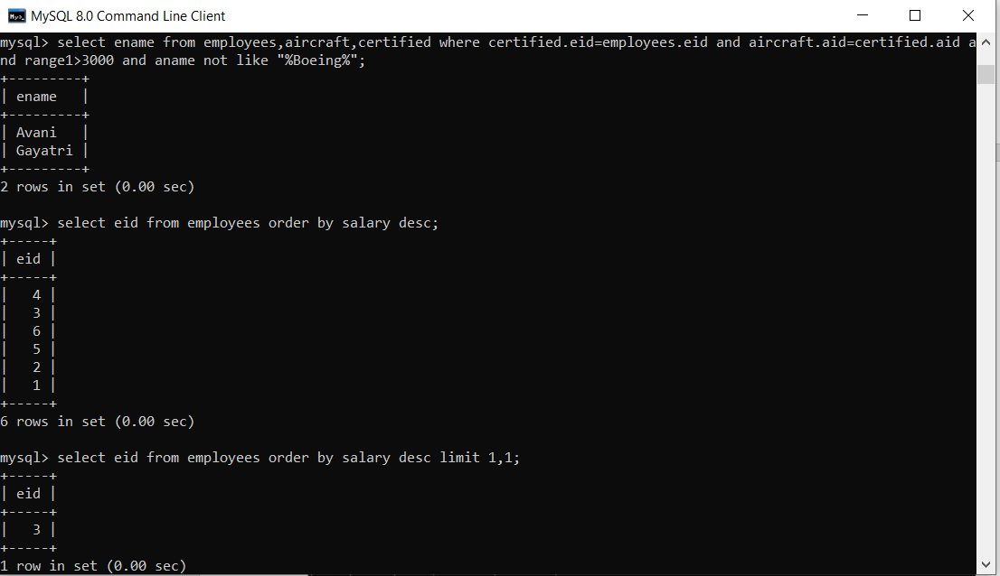 MySQL 8.0 Command Line Client
mysql> select ename from employees,aircraft,certified where certified.eid=employees.eid and aircraft.aid=certified.aid a
nd range1>3000 and aname not like "%Boeing%";
+---------+
| ename   |
+---------+
| Avani   |
| Gayatri |
+---------+
2 rows in set (0.00 sec)

mysql> select eid from employees order by salary desc;
+-----+
| eid |
+-----+
|   4 |
|   3 |
|   6 |
|   5 |
|   2 |
|   1 |
+-----+
6 rows in set (0.00 sec)

mysql> select eid from employees order by salary desc limit 1,1;
+-----+
| eid |
+-----+
|   3 |
+-----+
1 row in set (0.00 sec)